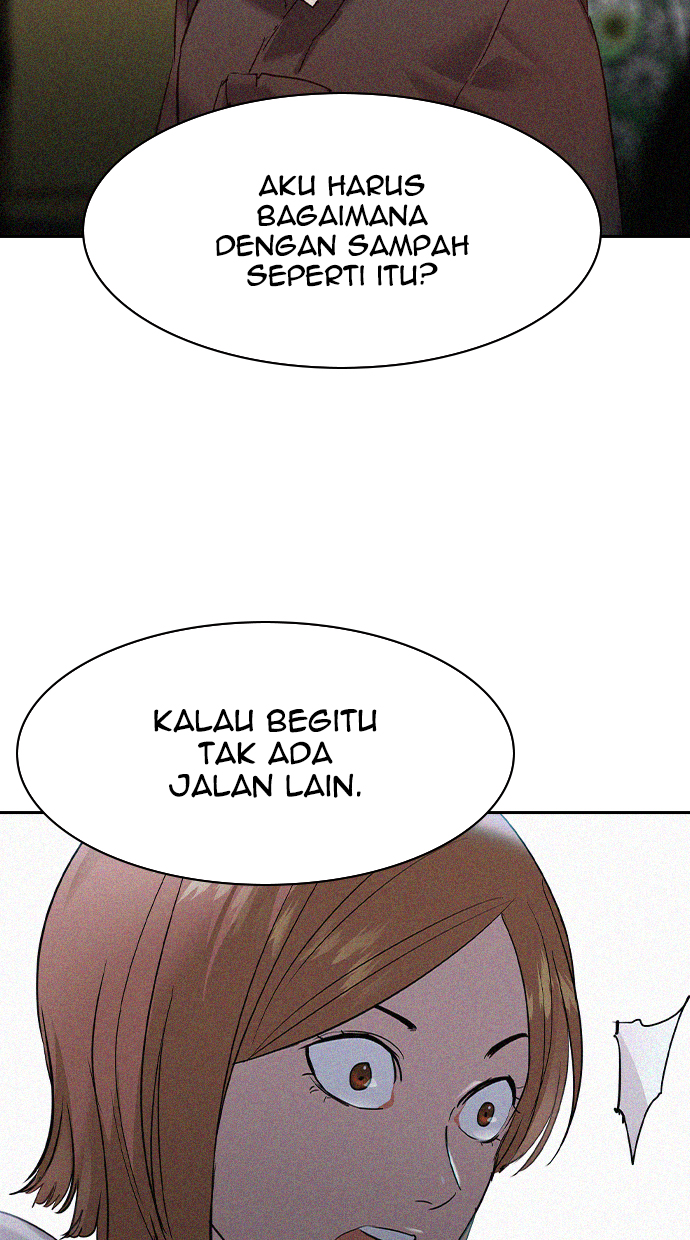 AKU HARUS
BAGAIMANA
DENGAN SAMPAH
SEPERTI ITU?
KALAU BEGITU
TAK ADA
JALAN LAIN.